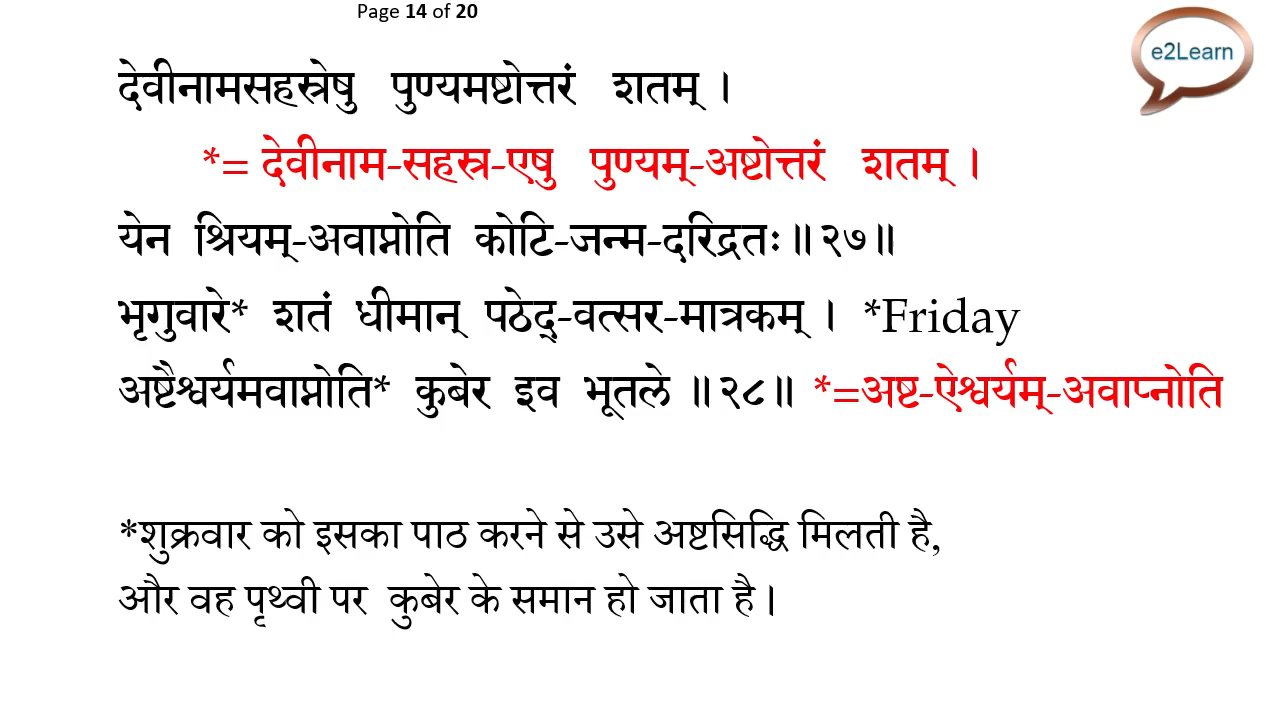 Page 14 of 20
e2Learn
देवीनामसहस्रेषु पुण्यमष्टोत्तरं शतम् ।
*= देवीनाम-सहस्र-एषु पुण्यम्-अष्टोत्तरं शतम् ।
येन श्रियम्-अवाप्नोति कोटि-जन्म-दरिद्रतः॥२७॥
भृगुवारे* शतं धीमान् पठेद्-वत्सर-मात्रकम् । *Friday
अष्टैश्वर्यमवाप्नोति* कुबेर इव भूतले ॥२८॥ *=अष्ट-ऐश्वर्यम्-अवाप्नोति
*शुक्रवार को इसका पाठ करने से उसे अष्टसिद्धि मिलती है,
और वह पृथ्वी पर कुबेर के समान हो जाता है।